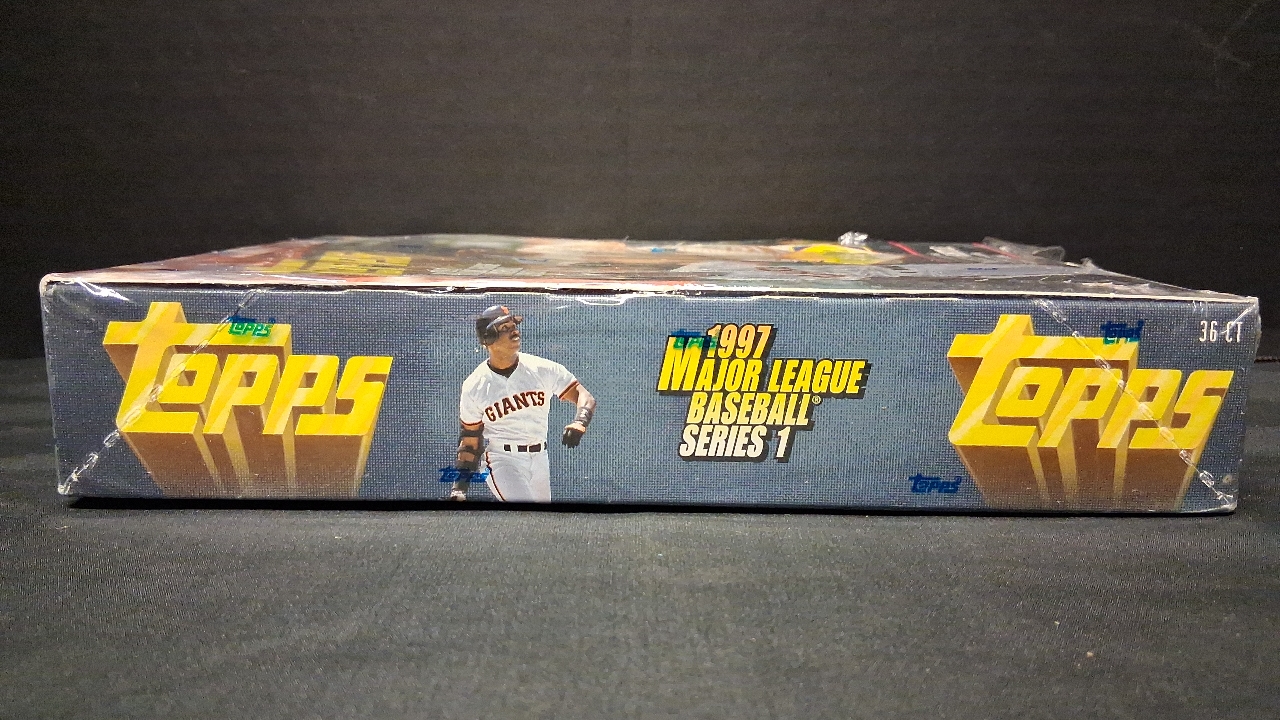 Topps
Topps
GIANTS
Topps
1997
MAJOR LEAGUE
BASEBALL®
SERIES 1
Topps
Topps
Topps
Topps
36 CT